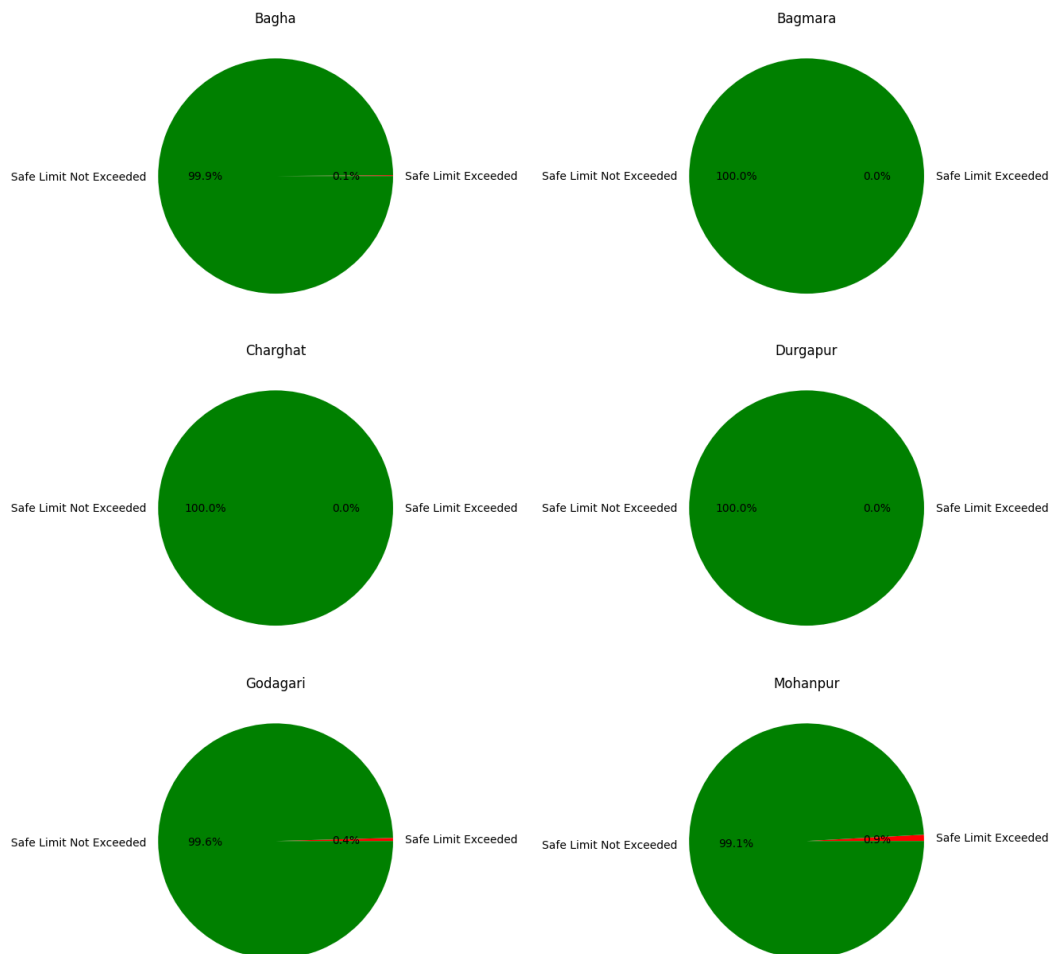 Bagha
Safe Limit Not Exceeded 99.9% 0.1% Safe Limit Exceeded
Bagmara
Safe Limit Not Exceeded 100.0% 0.0% Safe Limit Exceeded
Charghat
Safe Limit Not Exceeded 100.0% 0.0% Safe Limit Exceeded
Durgapur
Safe Limit Not Exceeded 100.0% 0.0% Safe Limit Exceeded
Godagari
Safe Limit Not Exceeded 99.6% 0.4% Safe Limit Exceeded
Mohanpur
Safe Limit Not Exceeded 99.1% 0.9% Safe Limit Exceeded